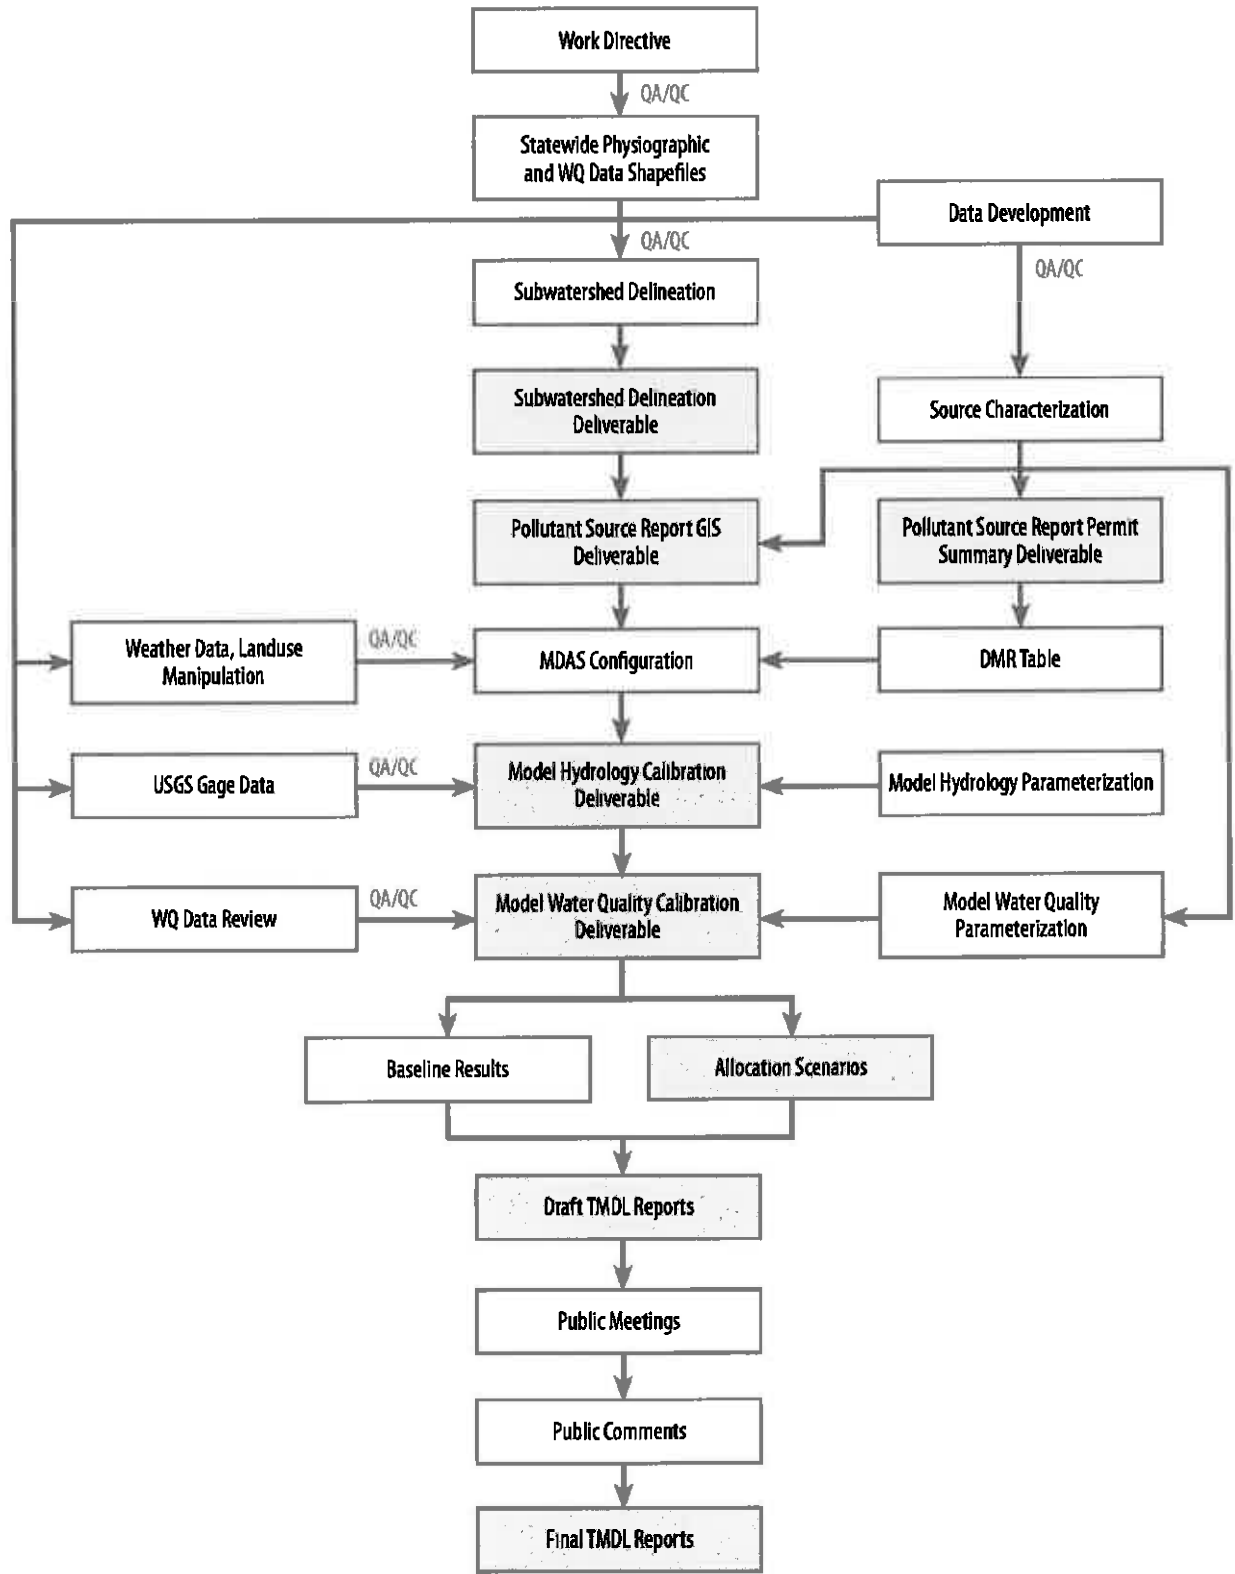 Work Directive
QA/QC
Statewide Physiographic
and WQ Data Shapefiles
Data Development
QA/QC
QA/QC
Subwatershed Delineation
Subwatershed Delineation
Deliverable
Source Characterization
Pollutant Source Report GIS
Deliverable
Pollutant Source Report Permit
Summary Deliverable
Weather Data, Landuse
Manipulation
QA/QC
MDAS Configuration
DMR Table
USGS Gage Data
QA/QC
Model Hydrology Calibration
Deliverable
Model Hydrology Parameterization
WQ Data Review
QA/QC
Model Water Quality Calibration
Deliverable
Model Water Quality
Parameterization
Baseline Results
Allocation Scenarios
Draft TMDL Reports
Public Meetings
Public Comments
Final TMDL Reports